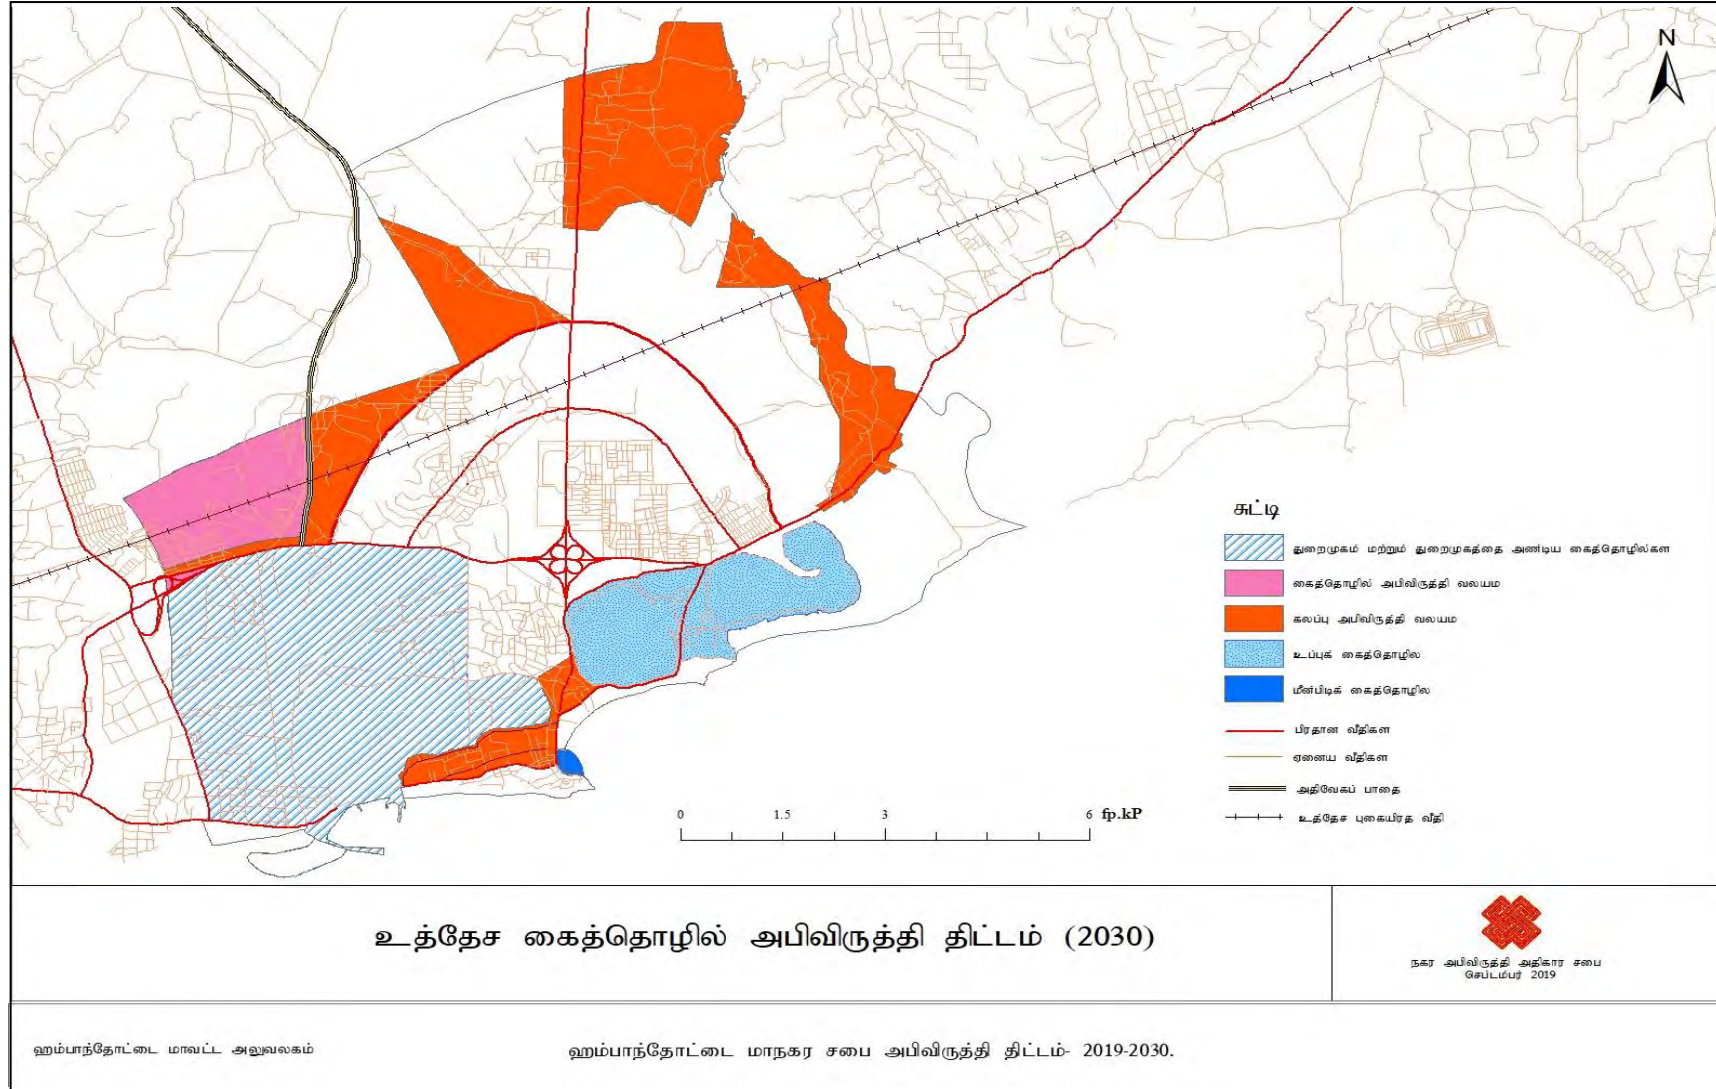 N
சுட்டி
துறைமுகம் மற்றும் துறைமுகத்தை அண்டிய கைத்தொழில்கள
கைத்தொழில் அபிவிருத்தி வலயம
கலப்பு அபிவிருத்தி வலயம
உப்புக் கைத்தொழில
மீன்பிடிக் கைத்தொழில
பிரதான வீதிகள
ஏனைய வீதிகள
அதிவேகப் பாதை
உத்தேச புகையிரத வீதி
0 1.5 3 6 fp.kP
உத்தேச கைத்தொழில் அபிவிருத்தி திட்டம் (2030)
நகர அபிவிருத்தி அதிகார சபை
செப்டம்பர் 2019
ஹம்பாந்தோட்டை மாவட்ட அலுவலகம்
ஹம்பாந்தோட்டை மாநகர சபை அபிவிருத்தி திட்டம்- 2019-2030.